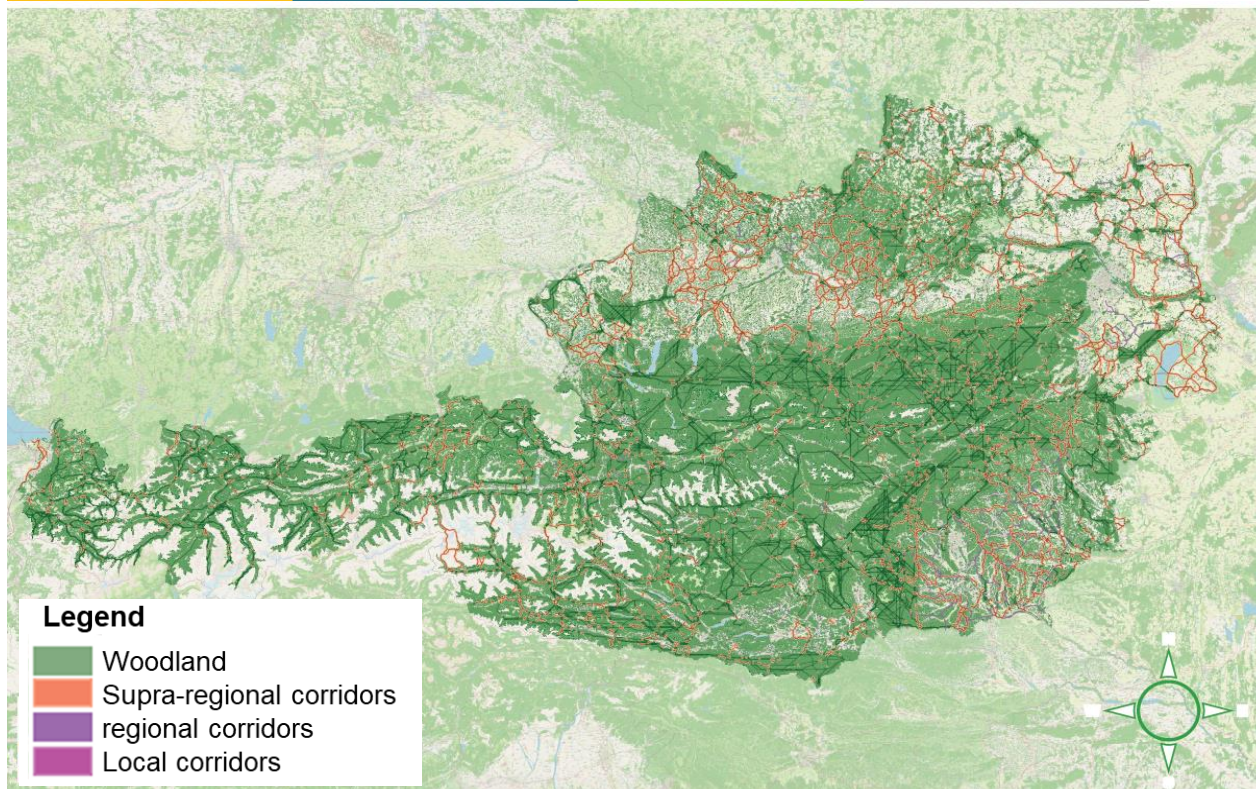 Legend
Woodland
Supra-regional corridors
regional corridors
Local corridors